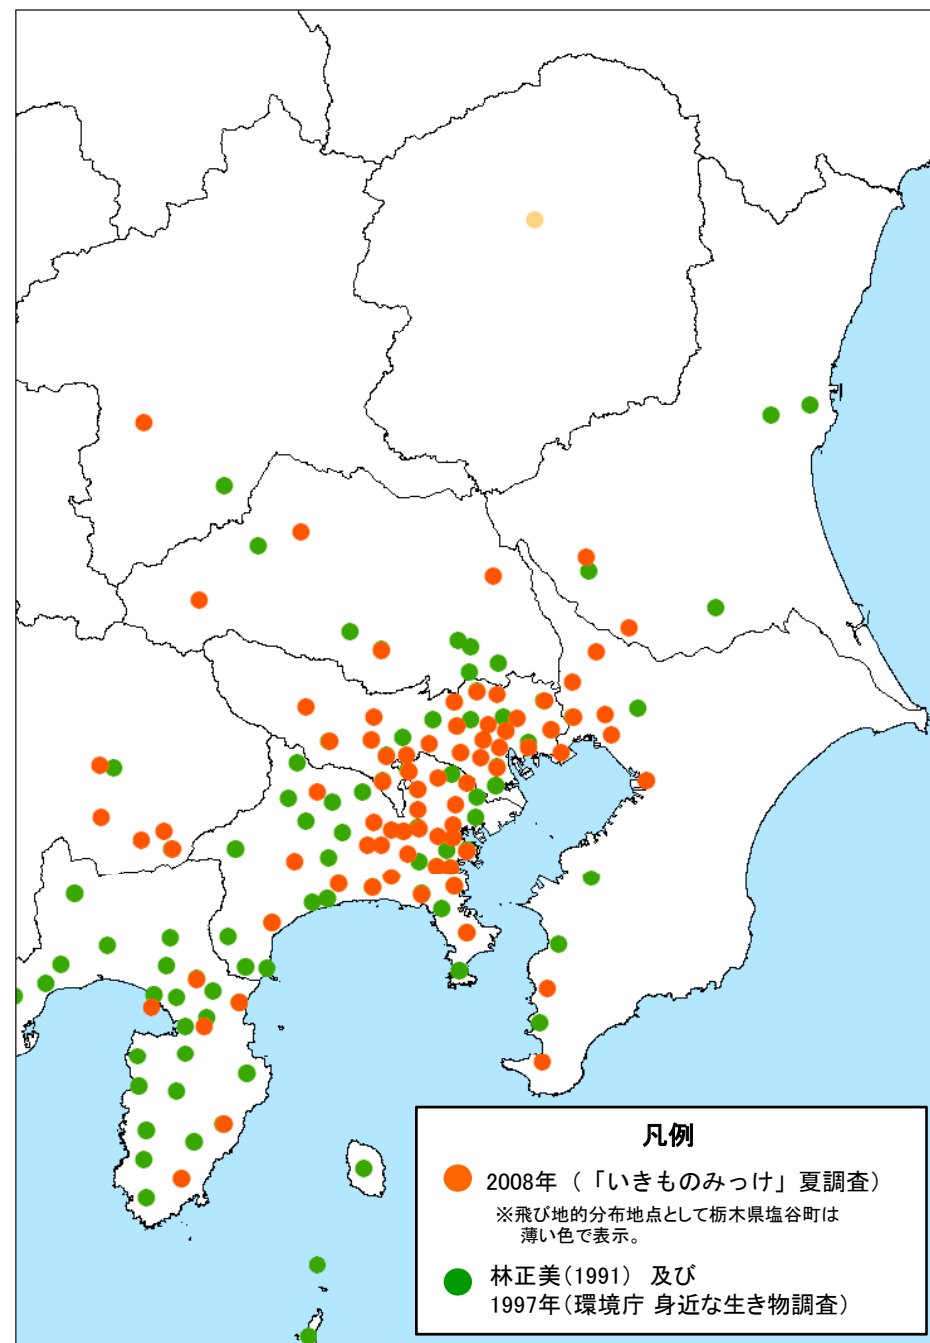 凡例
2008年（「いきものみっけ」夏調査）
※飛び地的分布地点として栃木県塩谷町は
薄い色で表示。
林正美（1991） 及び
1997年（環境庁 身近な生き物調査）